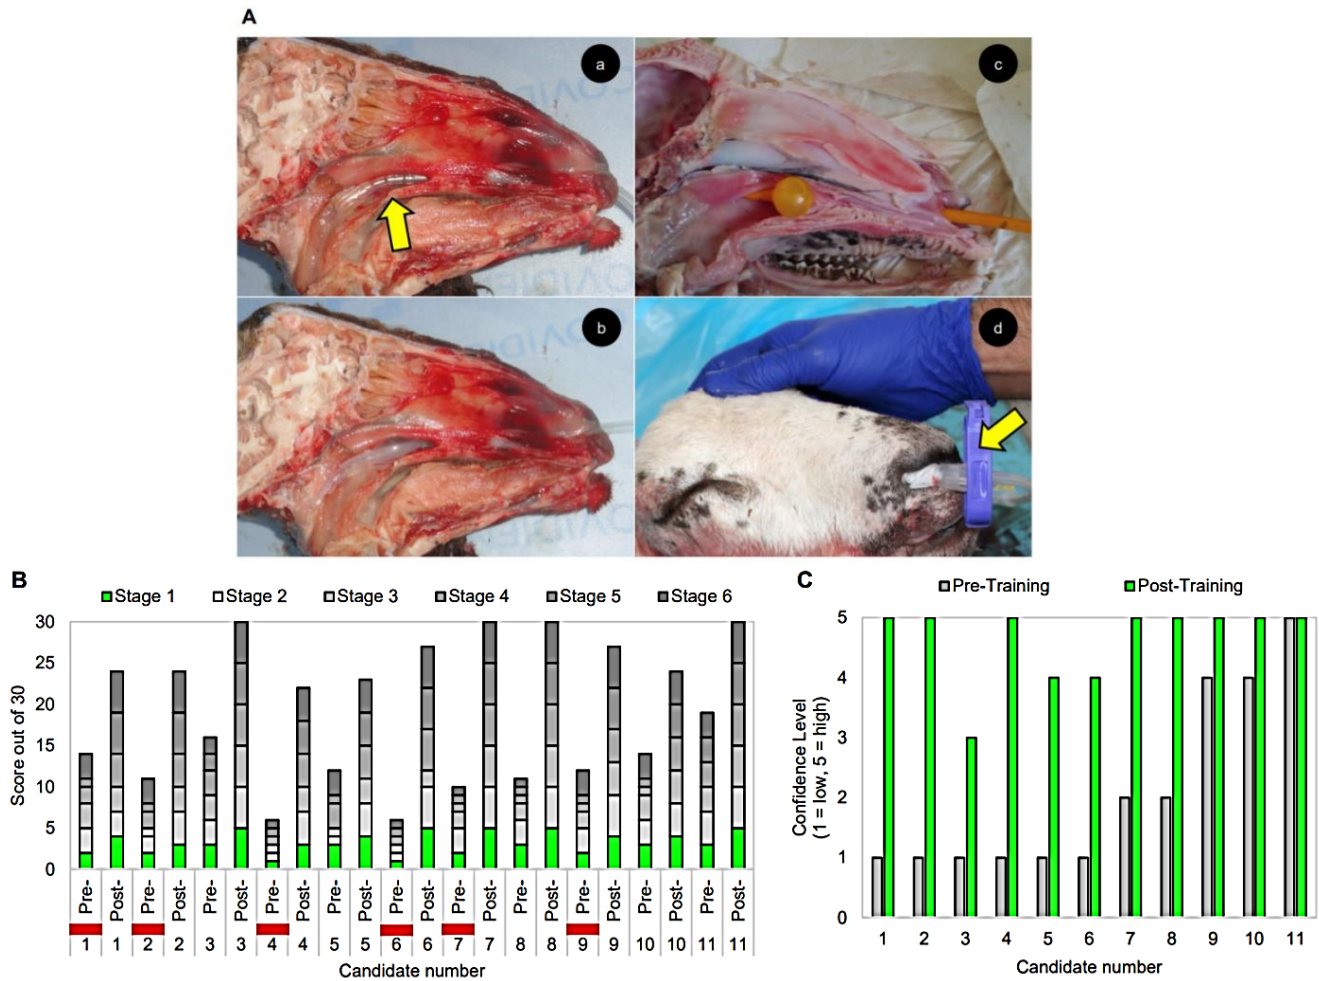 A
a
c
b
d
COVIDIEN
B
Stage 1 Stage 2 Stage 3 Stage 4 Stage 5 Stage 6
Score out of 30
30
25
20
15
10
5
0
Pre- Post- Pre- Post- Pre- Post- Pre- Post- Pre- Post- Pre- Post- Pre- Post- Pre- Post- Pre- Post- Pre- Post- Pre- Post-
1 1 2 2 3 3 4 4 5 5 6 6 7 7 8 8 9 9 10 10 11 11
Candidate number
C
Pre-Training Post-Training
Confidence Level
(1 = low, 5 = high)
5
4
3
2
1
0
1 2 3 4 5 6 7 8 9 10 11
Candidate number